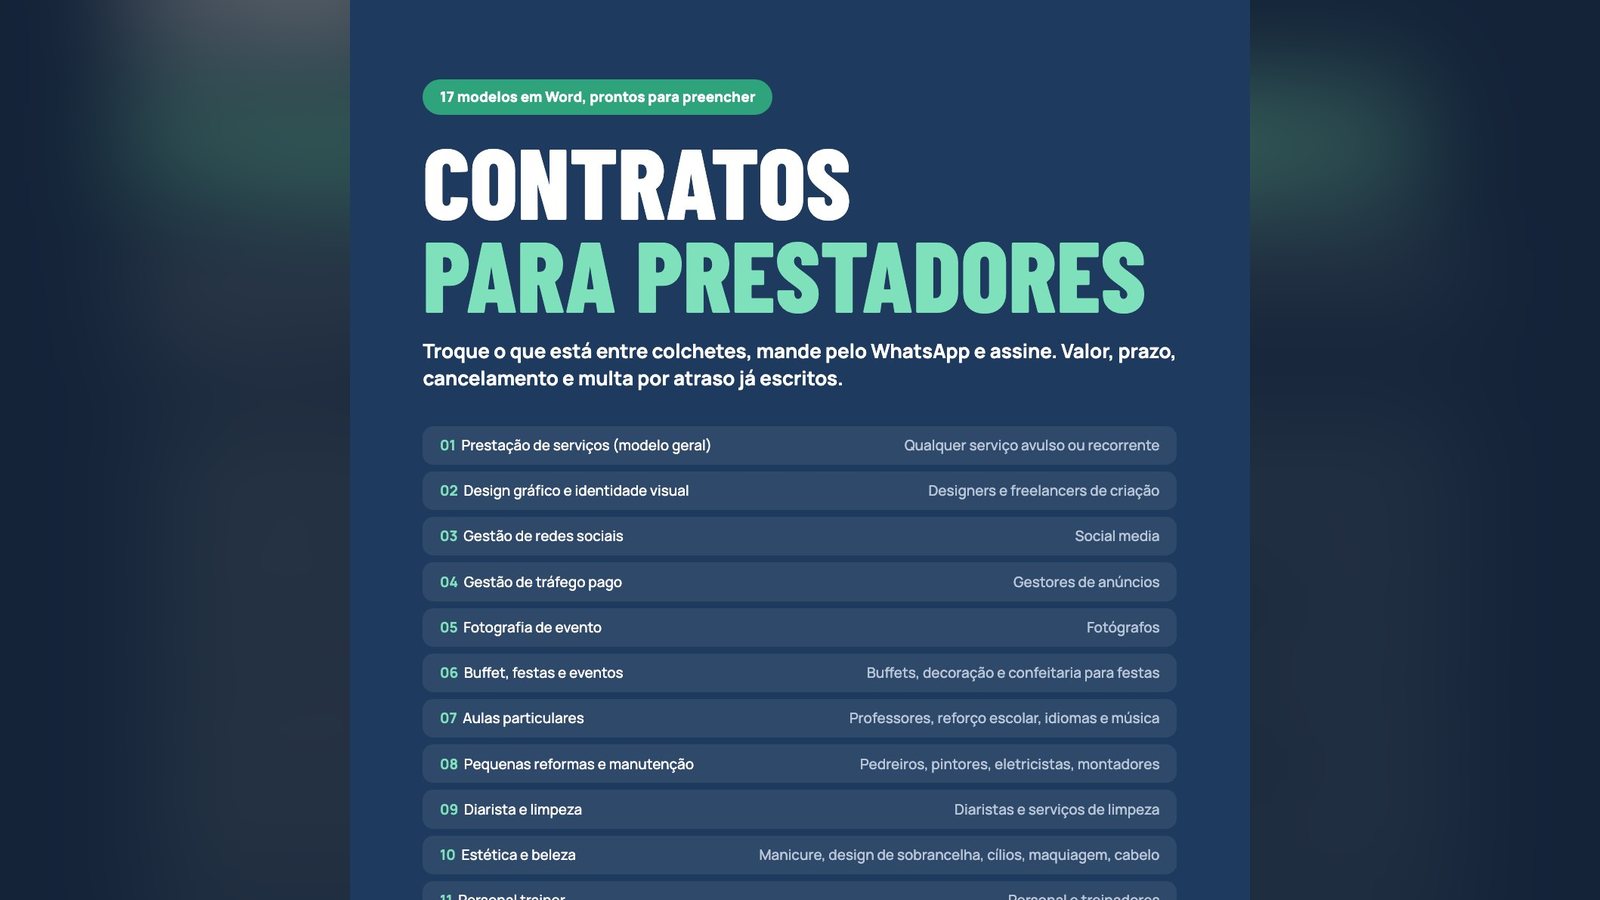 17 modelos em Word, prontos para preencher
CONTRATOS
PARA PRESTADORES
Troque o que está entre colchetes, mande pelo WhatsApp e assine. Valor, prazo,
cancelamento e multa por atraso já escritos.
01 Prestação de serviços (modelo geral) Qualquer serviço avulso ou recorrente
02 Design gráfico e identidade visual Designers e freelancers de criação
03 Gestão de redes sociais Social media
04 Gestão de tráfego pago Gestores de anúncios
05 Fotografia de evento Fotógrafos
06 Buffet, festas e eventos Buffets, decoração e confeitaria para festas
07 Aulas particulares Professores, reforço escolar, idiomas e música
08 Pequenas reformas e manutenção Pedreiros, pintores, eletricistas, montadores
09 Diarista e limpeza Diaristas e serviços de limpeza
10 Estética e beleza Manicure, design de sobrancelha, cílios, maquiagem, cabelo
11 Personal trainer Personal e treinadores